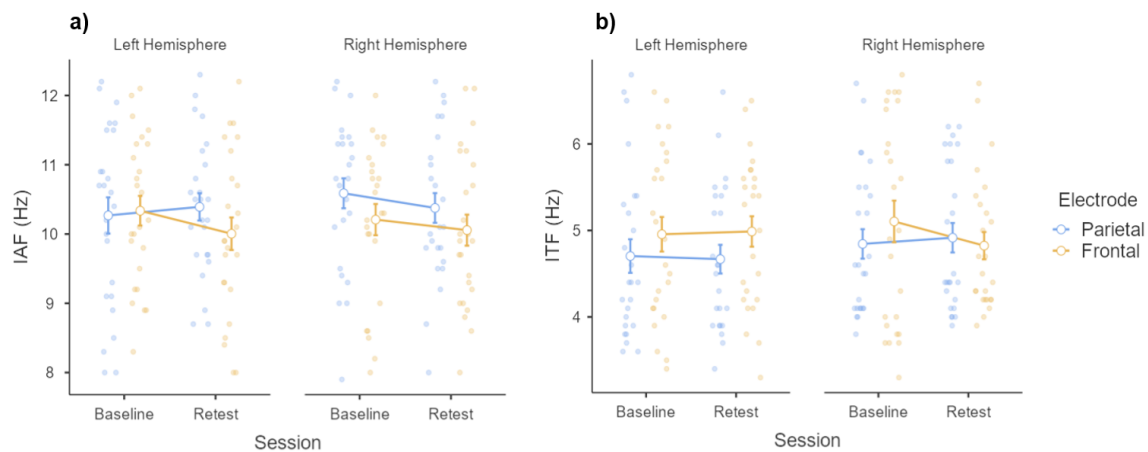 a)
Left Hemisphere
Right Hemisphere
IAF (Hz)
12
11
10
9
8
Baseline
Retest
Baseline
Retest
Session
b)
Left Hemisphere
Right Hemisphere
ITF (Hz)
6
5
4
Baseline
Retest
Baseline
Retest
Session
Electrode
Parietal
Frontal